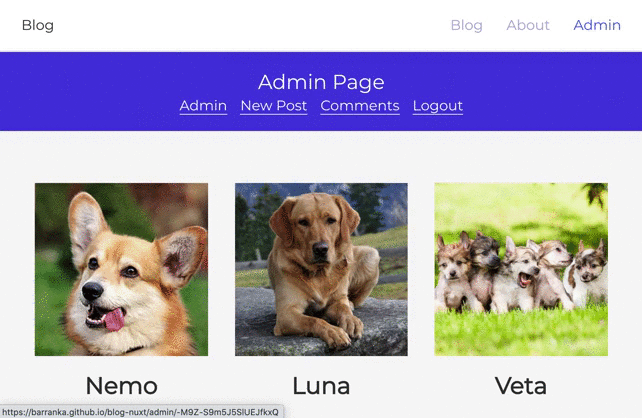 Blog Blog About Admin
Admin Page
Admin New Post Comments Logout
Nemo Luna Veta
https://barranka.github.io/blog-nuxt/admin/-M9Z-S9m5J5SlUEJfkxQ